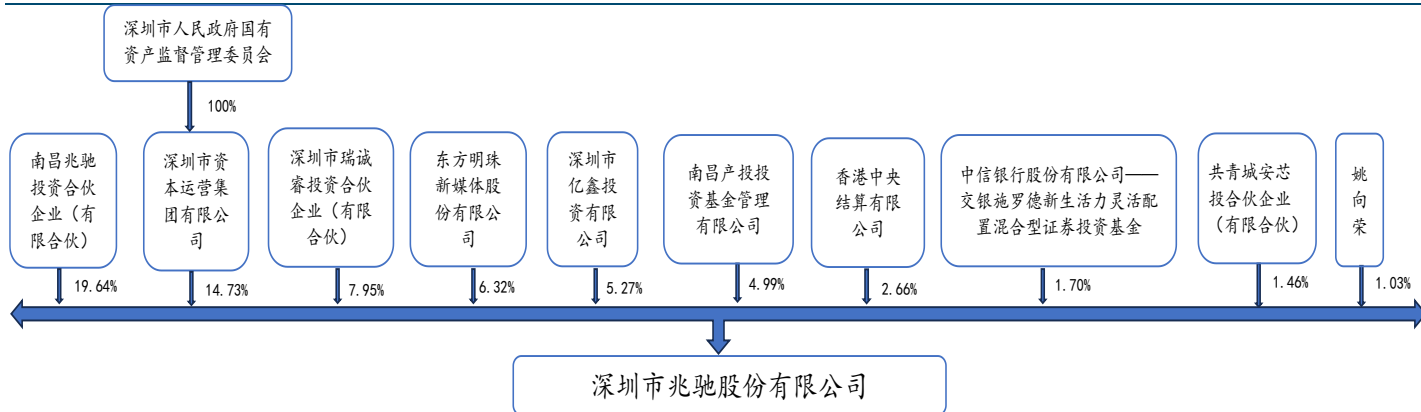 深圳市人民政府国有
资产监督管理委员会
100%
南昌兆驰
投资合伙
企业（有
限合伙）
深圳市资
本运营集
团有限公
司
深圳市瑞诚
睿投资合伙
企业（有限
合伙）
东方明珠
新媒体股
份有限公
司
深圳市
亿鑫投
资有限
公司
南昌产投投
资基金管理
有限公司
香港中央
结算有限
公司
中信银行股份有限公司——
交银施罗德新生活力灵活配
置混合型证券投资基金
共青城安芯
投合伙企业
（有限合伙）
姚
向
荣
19.64%
14.73%
7.95%
6.32%
5.27%
4.99%
2.66%
1.70%
1.46%
1.03%
深圳市兆驰股份有限公司